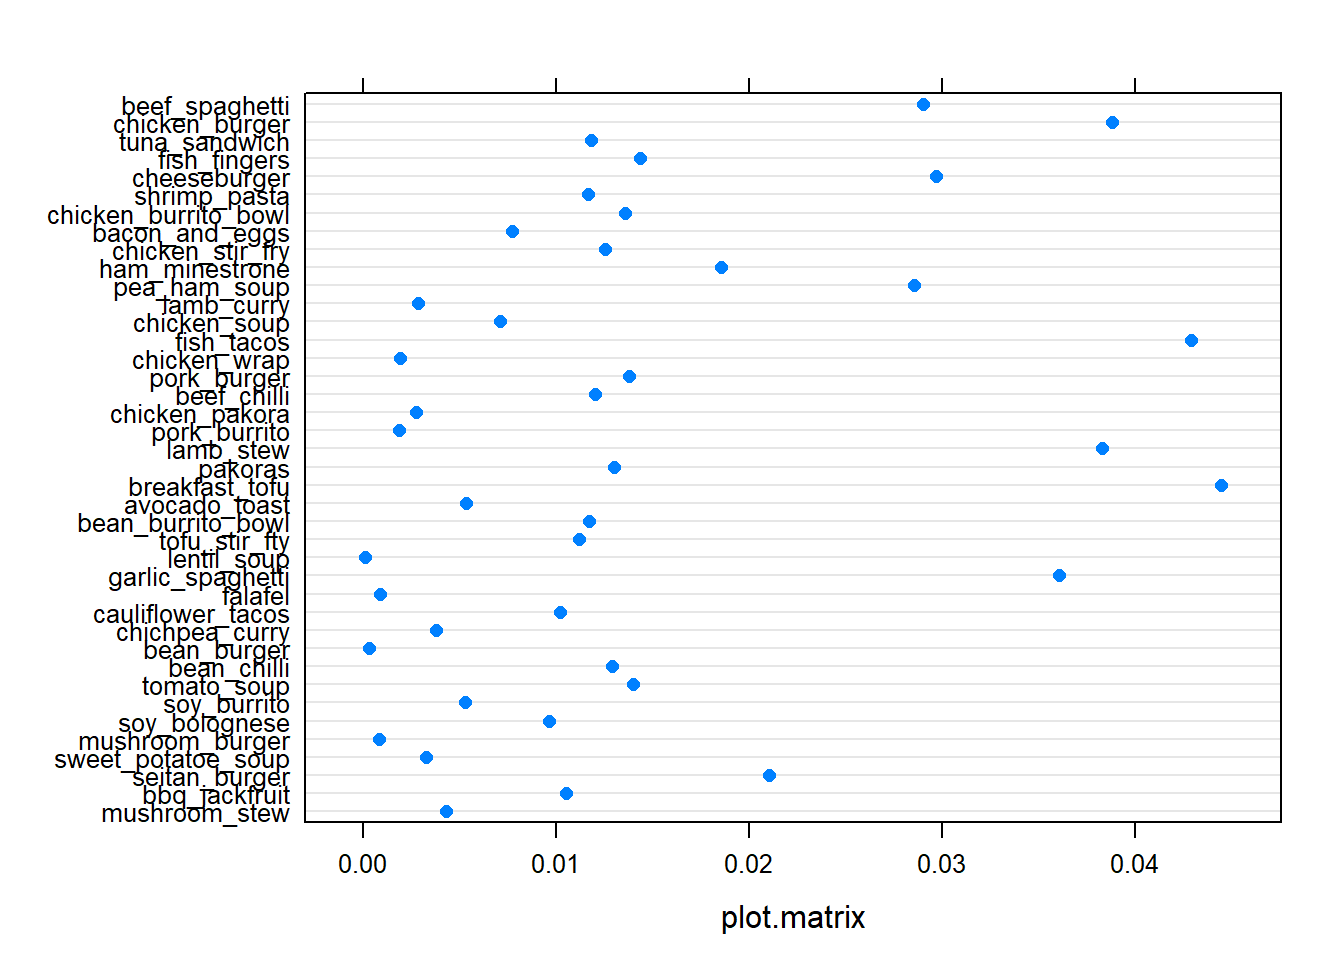 beef_spaghetti
chicken_burger
tuna_sandwich
fish_fingers
cheeseburger
shrimp_pasta
chicken_burrito_bowl
bacon_and_eggs
chicken_stir_fry
ham_minestrone
pea_ham_soup
lamb_curry
chicken_soup
fish_tacos
chicken_wrap
pork_burger
beef_chilli
chicken_pakora
pork_burrito
lamb_stew
pakoras
breakfast_tofu
avocado_toast
bean_burrito_bowl
tofu_stir_fty
lentil_soup
garlic_spaghetti
falafel
cauliflower_tacos
chichpea_curry
bean_burger
bean_chilli
tomato_soup
soy_burrito
soy_bolognese
mushroom_burger
sweet_potatoe_soup
seitan_burger
bbq_jackfruit
mushroom_stew
0.00 0.01 0.02 0.03 0.04
plot.matrix